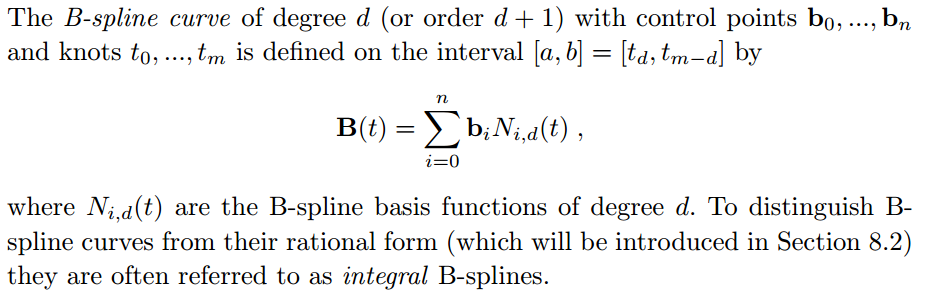 The B-spline curve of degree d (or order d + 1) with control points b₀, ..., bₙ
and knots t₀, ..., tₘ is defined on the interval [a, b] = [t_d, t_{m−d}] by
B(t) = ∑_{i=0}^{n} bᵢN_{i,d}(t) ,
where N_{i,d}(t) are the B-spline basis functions of degree d. To distinguish B-
spline curves from their rational form (which will be introduced in Section 8.2)
they are often referred to as integral B-splines.